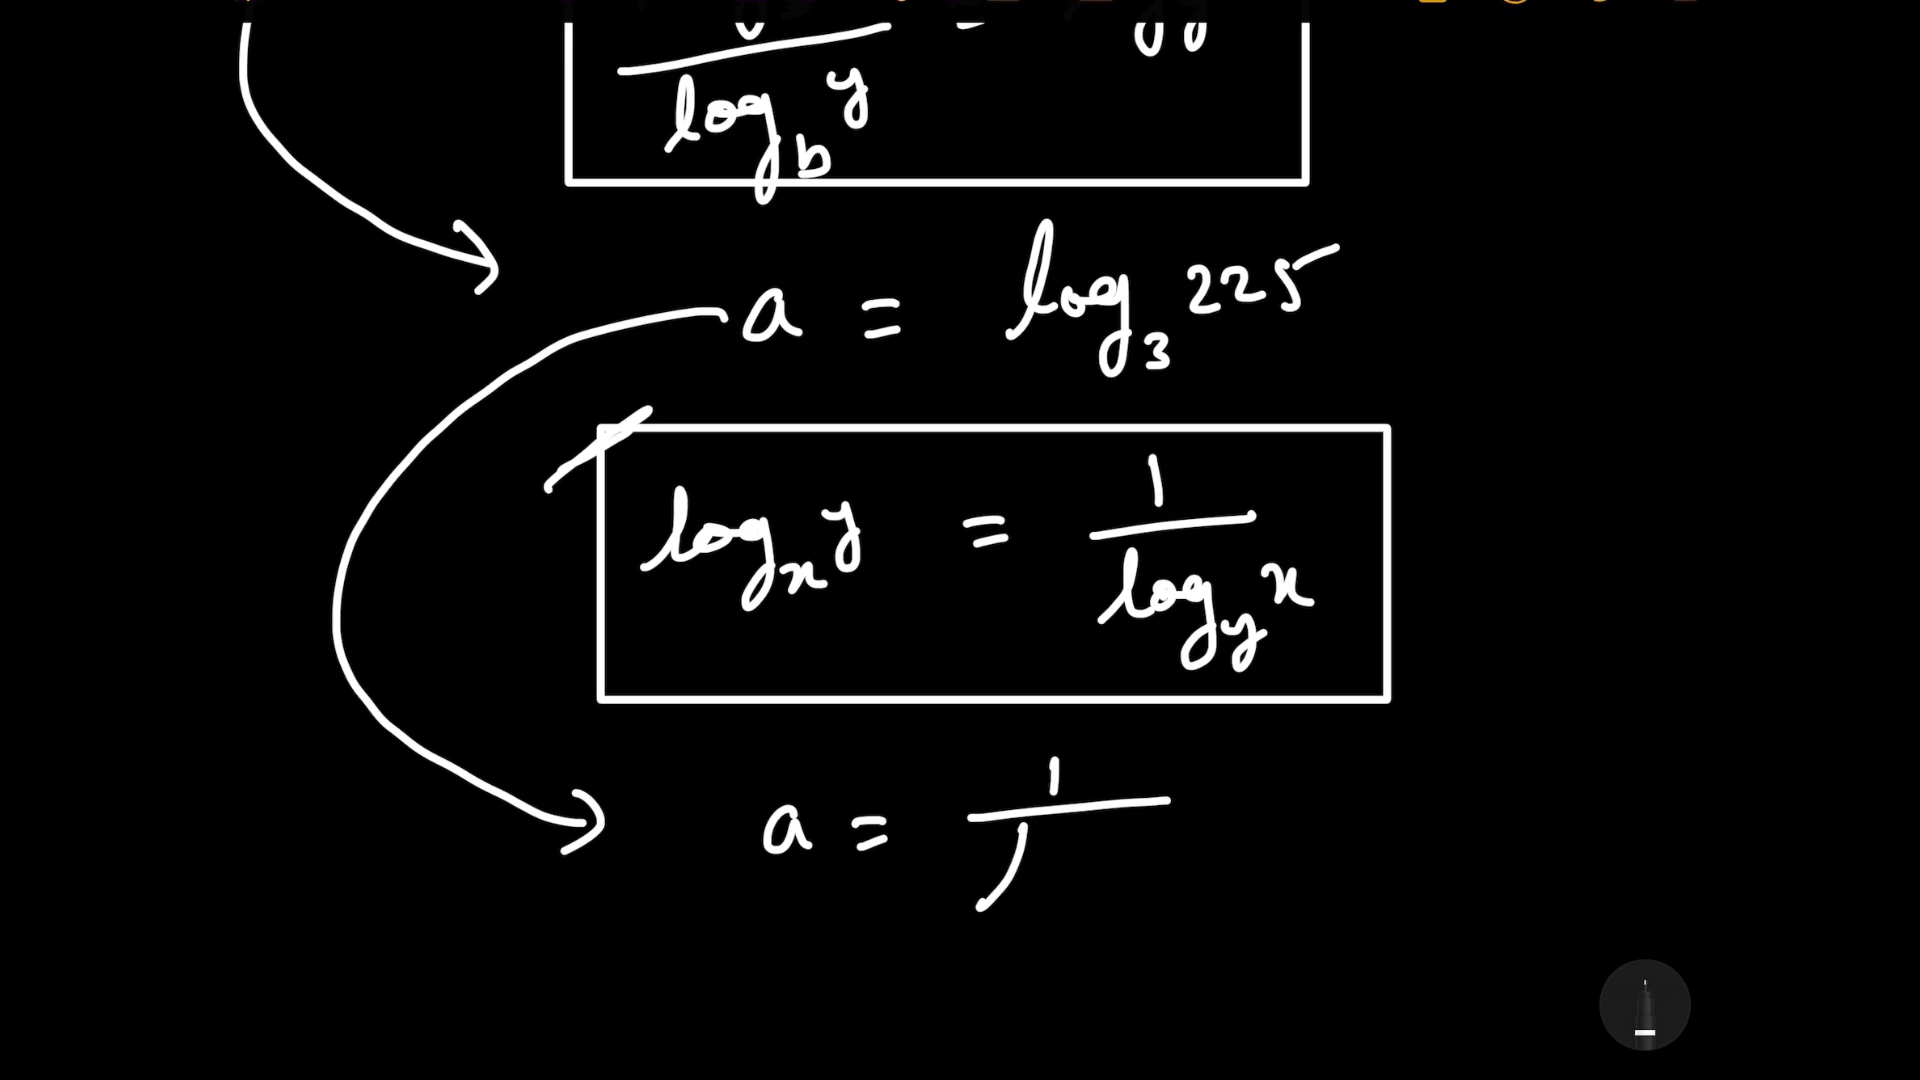 log_b y
a = log_3 225
log_x y = 1 / log_y x
a = 1 /